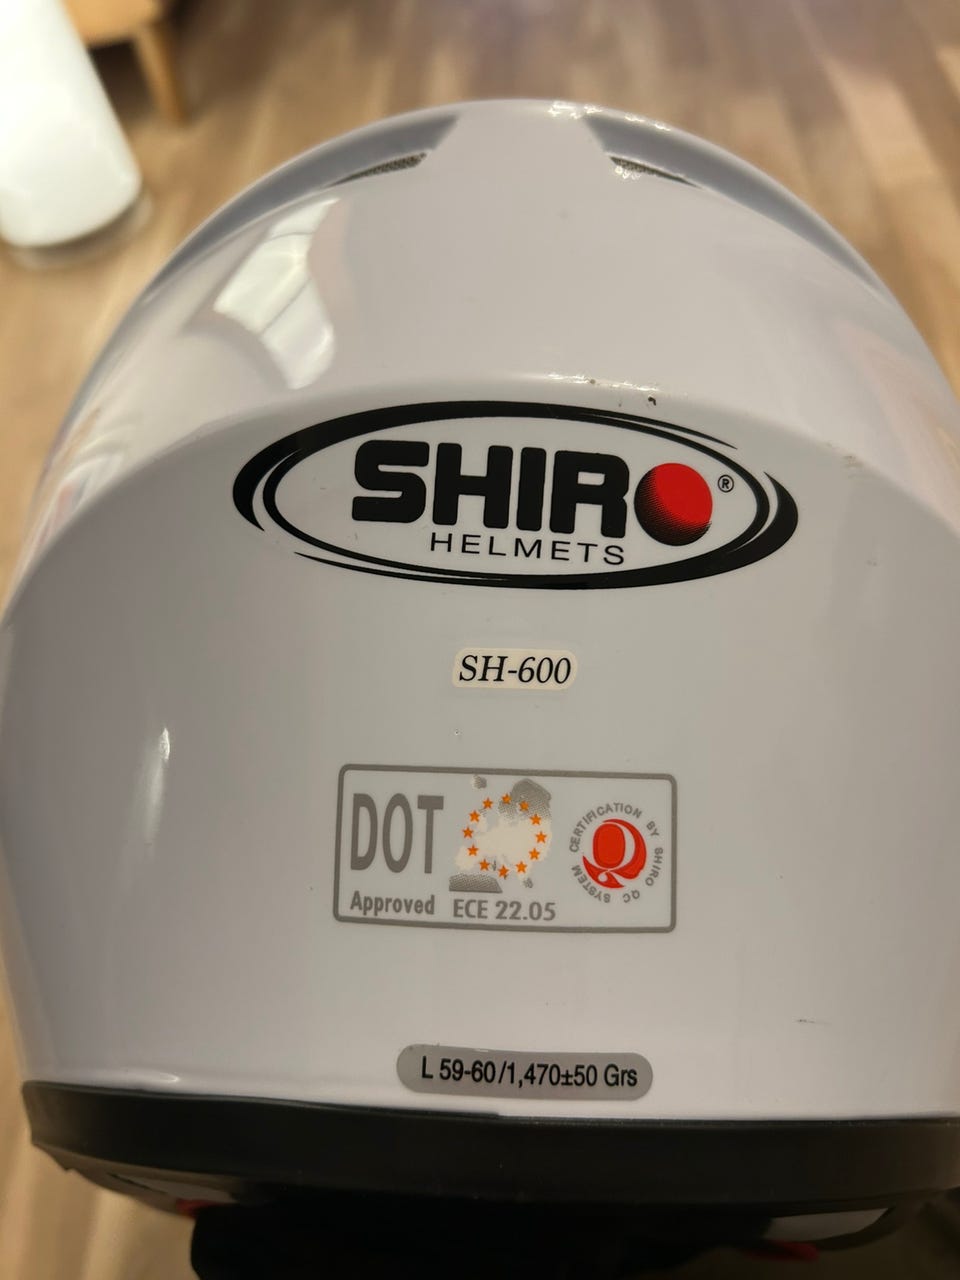 SHIRO®
HELMETS
SH-600
DOT
Approved
ECE 22.05
CERTIFICATION BY SHIRO QC SYSTEM
Q
L 59-60/1,470±50 Grs